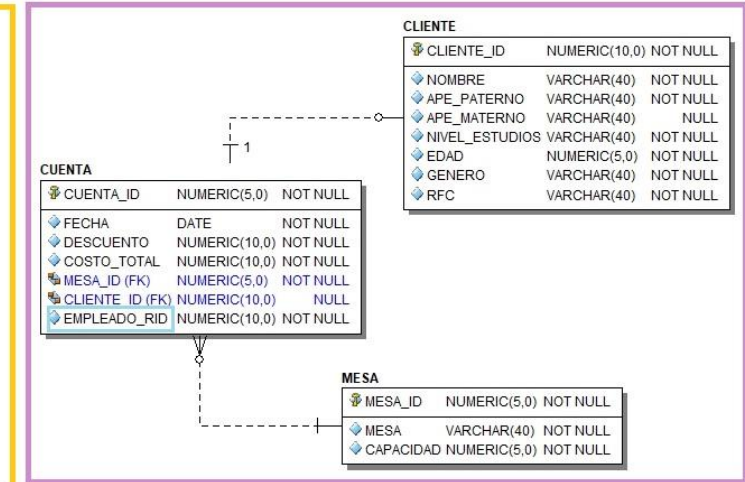 CLIENTE
CLIENTE_ID NUMERIC(10,0) NOT NULL
NOMBRE VARCHAR(40) NOT NULL
APE_PATERNO VARCHAR(40) NOT NULL
APE_MATERNO VARCHAR(40) NULL
NIVEL_ESTUDIOS VARCHAR(40) NOT NULL
EDAD NUMERIC(5,0) NOT NULL
GENERO VARCHAR(40) NOT NULL
RFC VARCHAR(40) NOT NULL
1
CUENTA
CUENTA_ID NUMERIC(5,0) NOT NULL
FECHA DATE NOT NULL
DESCUENTO NUMERIC(10,0) NOT NULL
COSTO_TOTAL NUMERIC(10,0) NOT NULL
MESA_ID (FK) NUMERIC(5,0) NOT NULL
CLIENTE_ID (FK) NUMERIC(10,0) NULL
EMPLEADO_RID NUMERIC(10,0) NOT NULL
MESA
MESA_ID NUMERIC(5,0) NOT NULL
MESA VARCHAR(40) NOT NULL
CAPACIDAD NUMERIC(5,0) NOT NULL